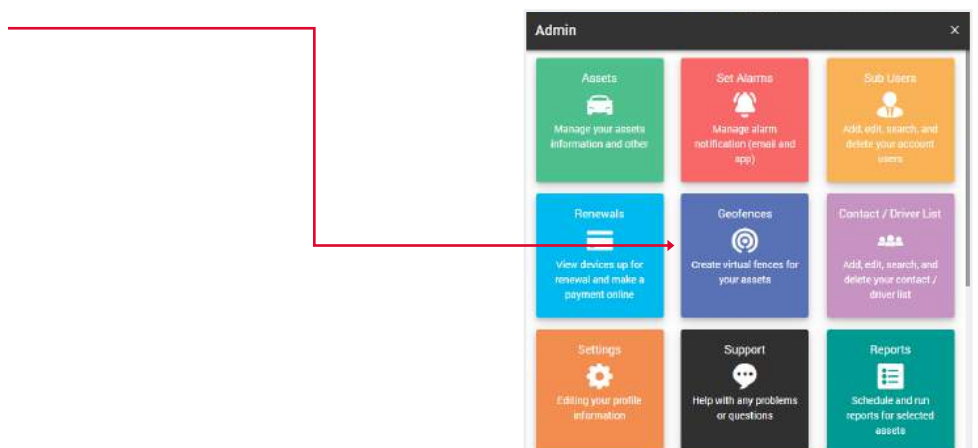 Admin
×
Assets
Manage your assets
information and other
Set Alarms
Manage alarm
notification (email and
app)
Sub Users
Add, edit, search, and
delete your account
users
Renewals
View devices up for
renewal and make a
payment online
Geofences
Create virtual fences for
your assets
Contact / Driver List
Add, edit, search, and
delete your contact /
driver list
Settings
Editing your profile
information
Support
Help with any problems
or questions
Reports
Schedule and run
reports for selected
assets